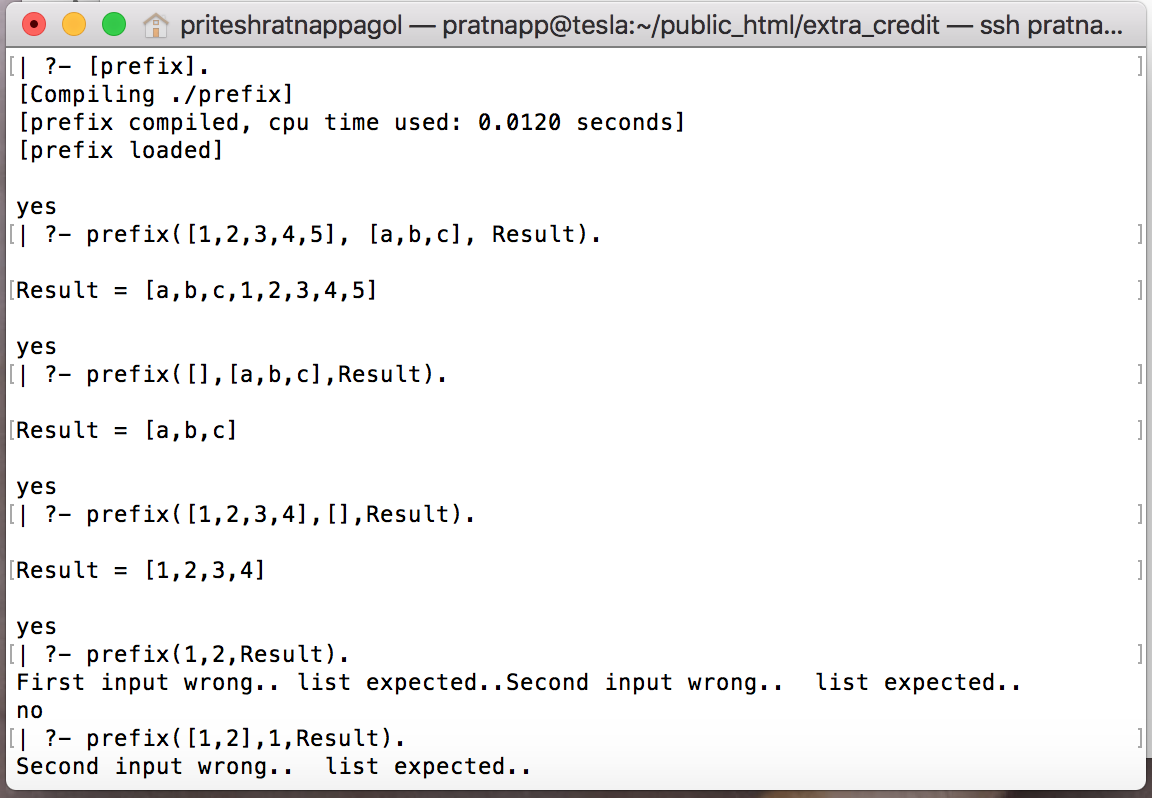 priteshratnappagol — pratnapp@tesla:~/public_html/extra_credit — ssh pratna...
[| ?- [prefix]. ]
[Compiling ./prefix]
[prefix compiled, cpu time used: 0.0120 seconds]
[prefix loaded]
yes
[| ?- prefix([1,2,3,4,5], [a,b,c], Result). ]
[Result = [a,b,c,1,2,3,4,5] ]
yes
[| ?- prefix([],[a,b,c],Result). ]
[Result = [a,b,c] ]
yes
[| ?- prefix([1,2,3,4],[],Result). ]
[Result = [1,2,3,4] ]
yes
[| ?- prefix(1,2,Result). ]
First input wrong.. list expected..Second input wrong..  list expected..
no
[| ?- prefix([1,2],1,Result). ]
Second input wrong..  list expected..